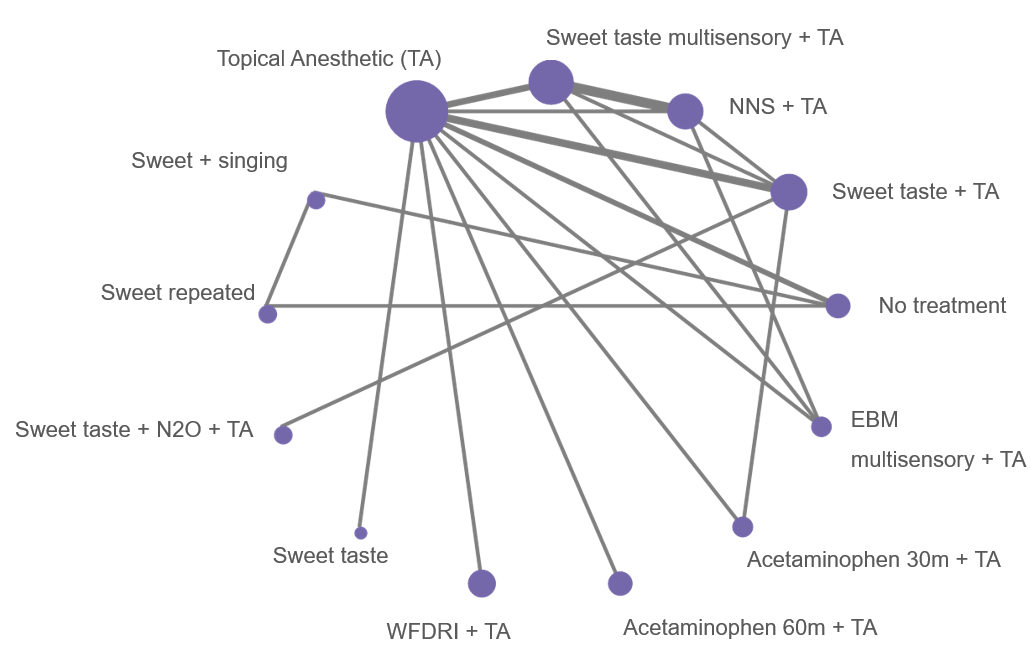 Sweet taste multisensory + TA
Topical Anesthetic (TA)
NNS + TA
Sweet + singing
Sweet taste + TA
Sweet repeated
No treatment
Sweet taste + N2O + TA
EBM
multisensory + TA
Sweet taste
Acetaminophen 30m + TA
WFDRI + TA
Acetaminophen 60m + TA